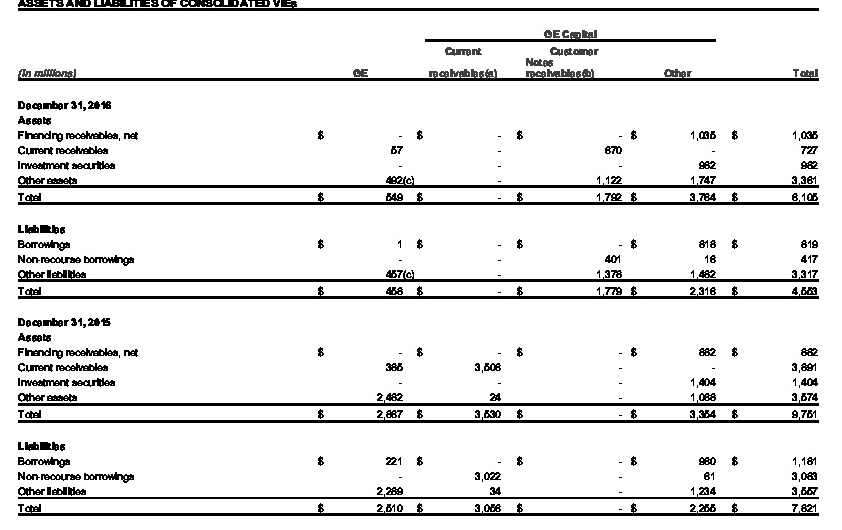 ASSETS AND LIABILITIES OF CONSOLIDATED VIEs
GE Capital
Current Customer
Notes
(In millions) GE receivables(a) receivables(b) Other Total
December 31, 2016
Assets
Financing receivables, net $ - $ - $ - $ 1,035 $ 1,035
Current receivables 57 - 670 - 727
Investment securities - - - 982 982
Other assets 492(c) - 1,122 1,747 3,361
Total $ 549 $ - $ 1,792 $ 3,764 $ 6,105
Liabilities
Borrowings $ 1 $ - $ - $ 818 $ 819
Non-recourse borrowings - - 401 16 417
Other liabilities 457(c) - 1,378 1,482 3,317
Total $ 458 $ - $ 1,779 $ 2,316 $ 4,553
December 31, 2015
Assets
Financing receivables, net $ - $ - $ - $ 882 $ 882
Current receivables 385 3,506 - - 3,891
Investment securities - - - 1,404 1,404
Other assets 2,482 24 - 1,068 3,574
Total $ 2,867 $ 3,530 $ - $ 3,354 $ 9,751
Liabilities
Borrowings $ 221 $ - $ - $ 960 $ 1,181
Non-recourse borrowings - 3,022 - 61 3,083
Other liabilities 2,289 34 - 1,234 3,557
Total $ 2,510 $ 3,056 $ - $ 2,255 $ 7,821